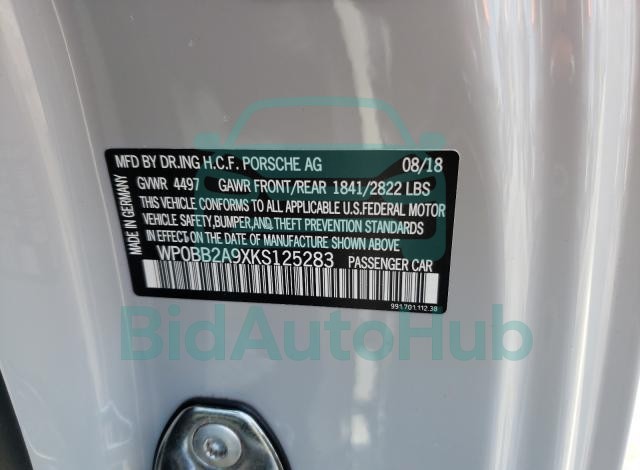 MFD BY DR.ING H.C.F. PORSCHE AG 08/18
GVWR 4497 GAWR FRONT/REAR 1841/2822 LBS
THIS VEHICLE CONFORMS TO ALL APPLICABLE U.S.FEDERAL MOTOR
VEHICLE SAFETY,BUMPER,AND,THEFT PREVENTION STANDARDS
IN EFFECT ON THE DATE OF MANUFACTURE SHOWN ABOVE
WP0BB2A9XKS125283 PASSENGER CAR
MADE IN GERMANY
991.701.112.38
BidAutoHub